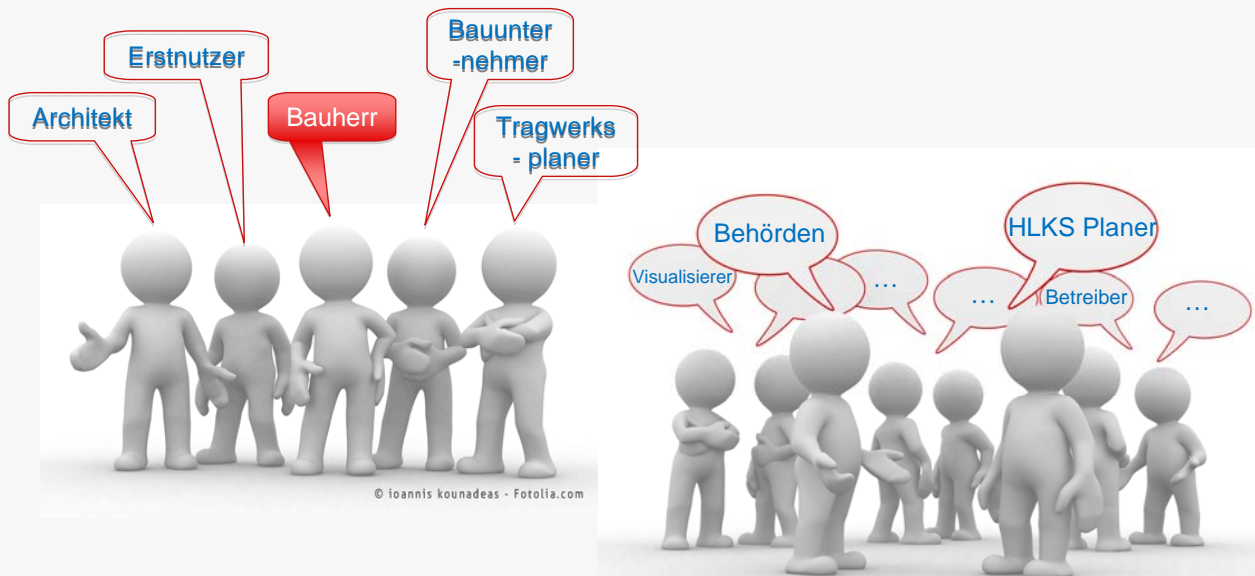 Architekt
Erstnutzer
Bauherr
Bauunter
-nehmer
Tragwerks
- planer
© ioannis kounadeas - Fotolia.com
Visualisierer
Behörden
...
...
HLKS Planer
Betreiber
...